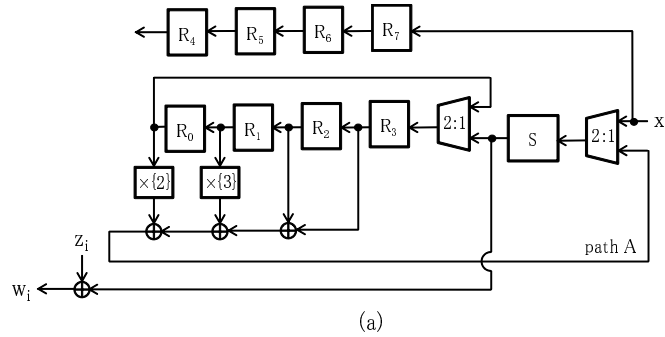 R₄ R₅ R₆ R₇
R₀ R₁ R₂ R₃ 2:1 S 2:1 x
×{2} ×{3}
path A
zᵢ
wᵢ
(a)